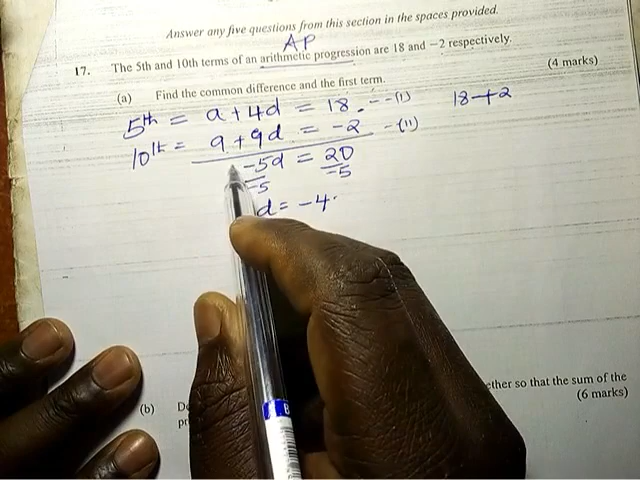 Answer any five questions from this section in the spaces provided.
AP
17. The 5th and 10th terms of an arithmetic progression are 18 and −2 respectively.
(a) Find the common difference and the first term. (4 marks)
5th = a + 4d = 18. --- (i) 18 + 2
10th = a + 9d = −2 - (ii)
−5d = 20
−5 −5
d = −4.
ether so that the sum of the
(b) (6 marks)